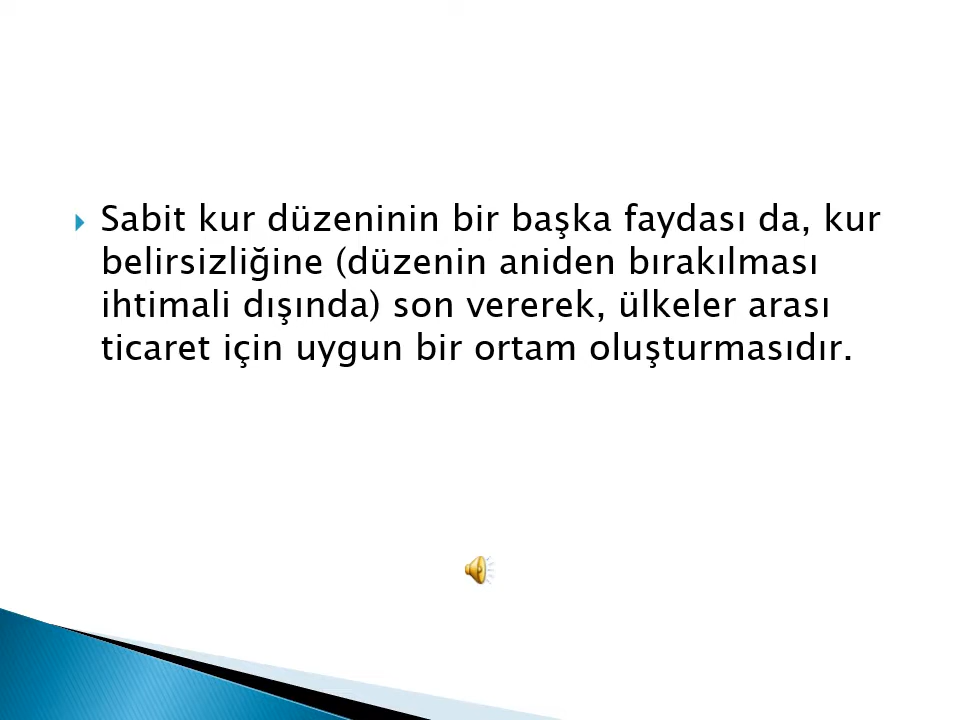 Sabit kur düzeninin bir başka faydası da, kur
belirsizliğine (düzenin aniden bırakılması
ihtimali dışında) son vererek, ülkeler arası
ticaret için uygun bir ortam oluşturmasıdır.